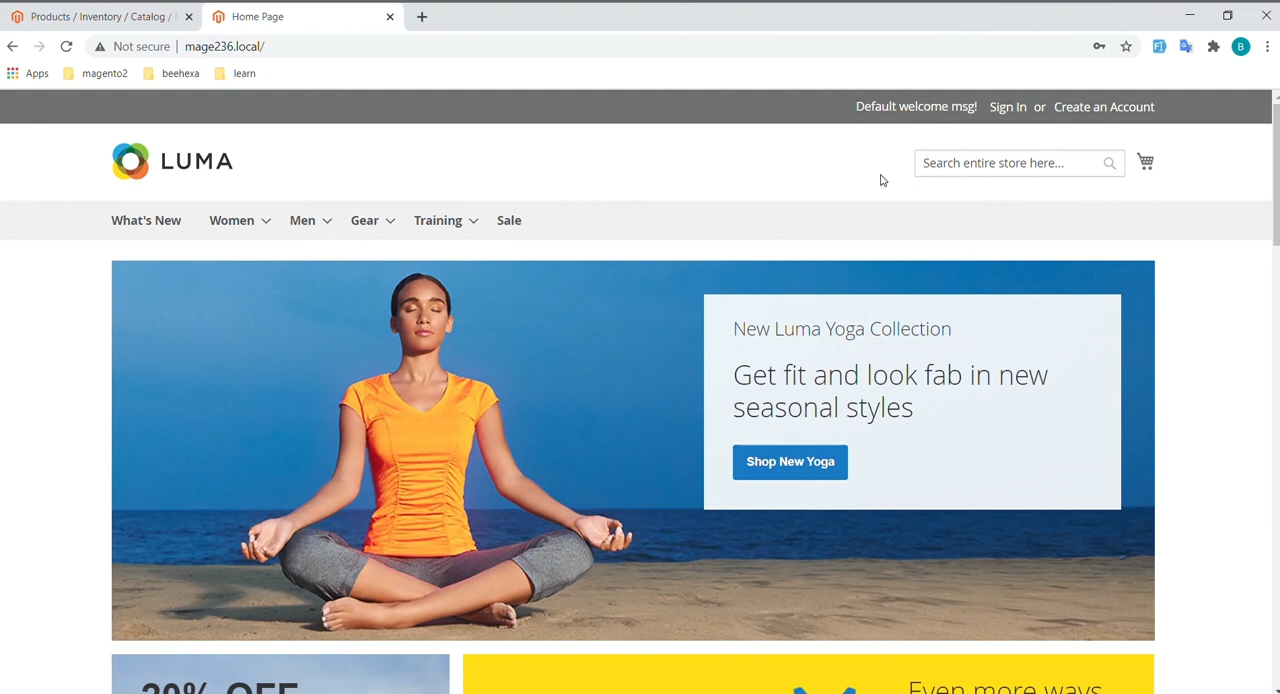 Products / Inventory / Catalog /
Home Page
Not secure
mage236.local/
Apps
magento2
beehexa
learn
B
Default welcome msg!
Sign In or Create an Account
LUMA
Search entire store here...
What's New
Women
Men
Gear
Training
Sale
New Luma Yoga Collection
Get fit and look fab in new
seasonal styles
Shop New Yoga
20% OFF
Even more ways